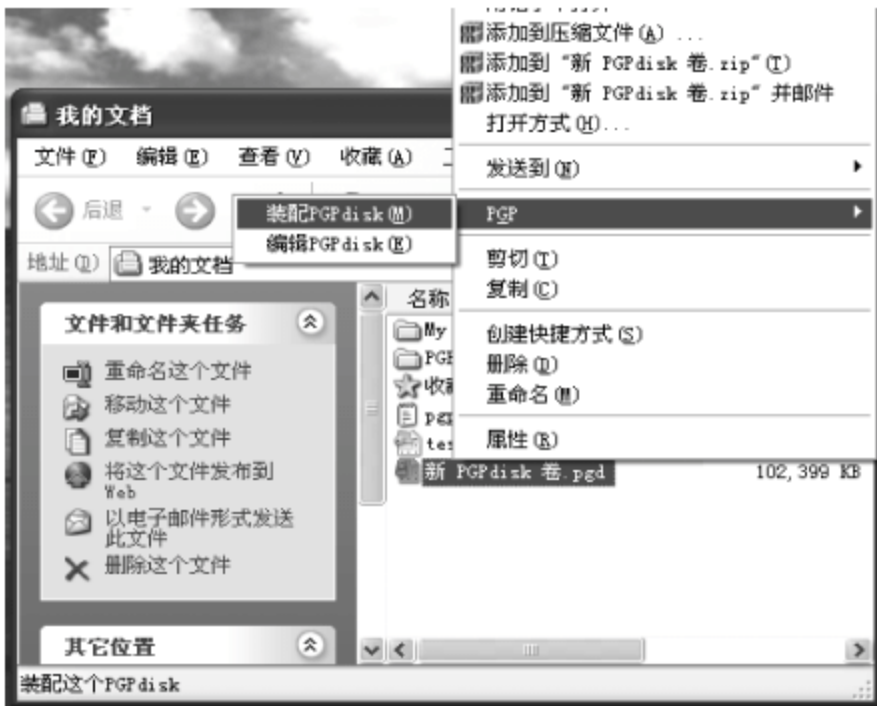 添加到压缩文件(A) ...
添加到 "新 PGPdisk 卷.zip"(T)
添加到 "新 PGPdisk 卷.zip" 并邮件
打开方式(H)...
发送到(N)
PGP
剪切(T)
复制(C)
创建快捷方式(S)
删除(D)
重命名(M)
属性(R)
装配PGPdisk(M)
编辑PGPdisk(E)
我的文档
文件(F) 编辑(E) 查看(V) 收藏(A)
后退
地址(D) 我的文档
文件和文件夹任务
重命名这个文件
移动这个文件
复制这个文件
将这个文件发布到
Web
以电子邮件形式发送
此文件
删除这个文件
其它位置
名称
My
PGP
收藏
新 PGPdisk 卷.pgd 102,399 KB
装配这个PGPdisk